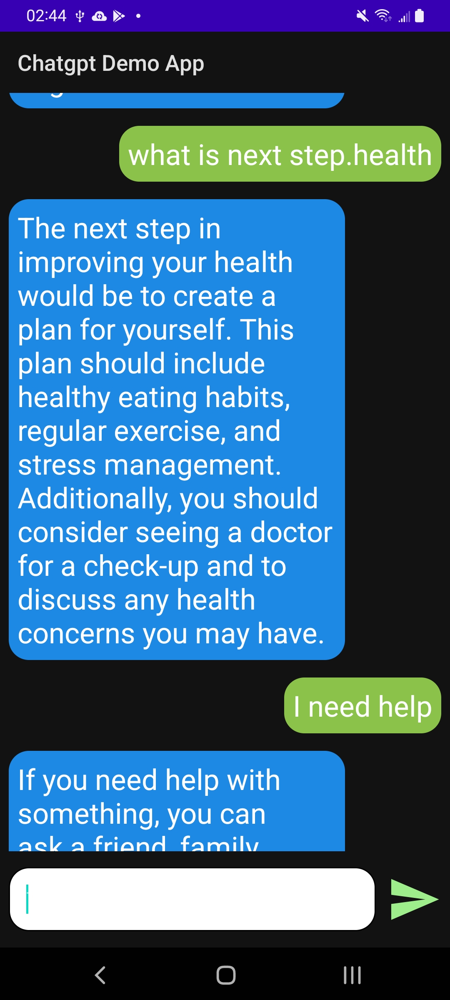 02:44
Chatgpt Demo App
what is next step.health
The next step in
improving your health
would be to create a
plan for yourself. This
plan should include
healthy eating habits,
regular exercise, and
stress management.
Additionally, you should
consider seeing a doctor
for a check-up and to
discuss any health
concerns you may have.
I need help
If you need help with
something, you can
ask a friend, family